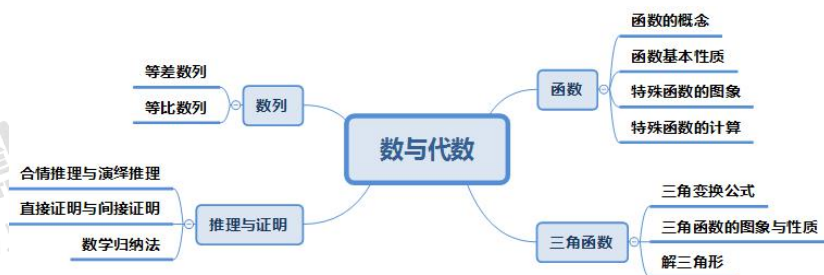 数与代数
函数
函数的概念
函数基本性质
特殊函数的图象
特殊函数的计算
三角函数
三角变换公式
三角函数的图象与性质
解三角形
数列
等差数列
等比数列
推理与证明
合情推理与演绎推理
直接证明与间接证明
数学归纳法